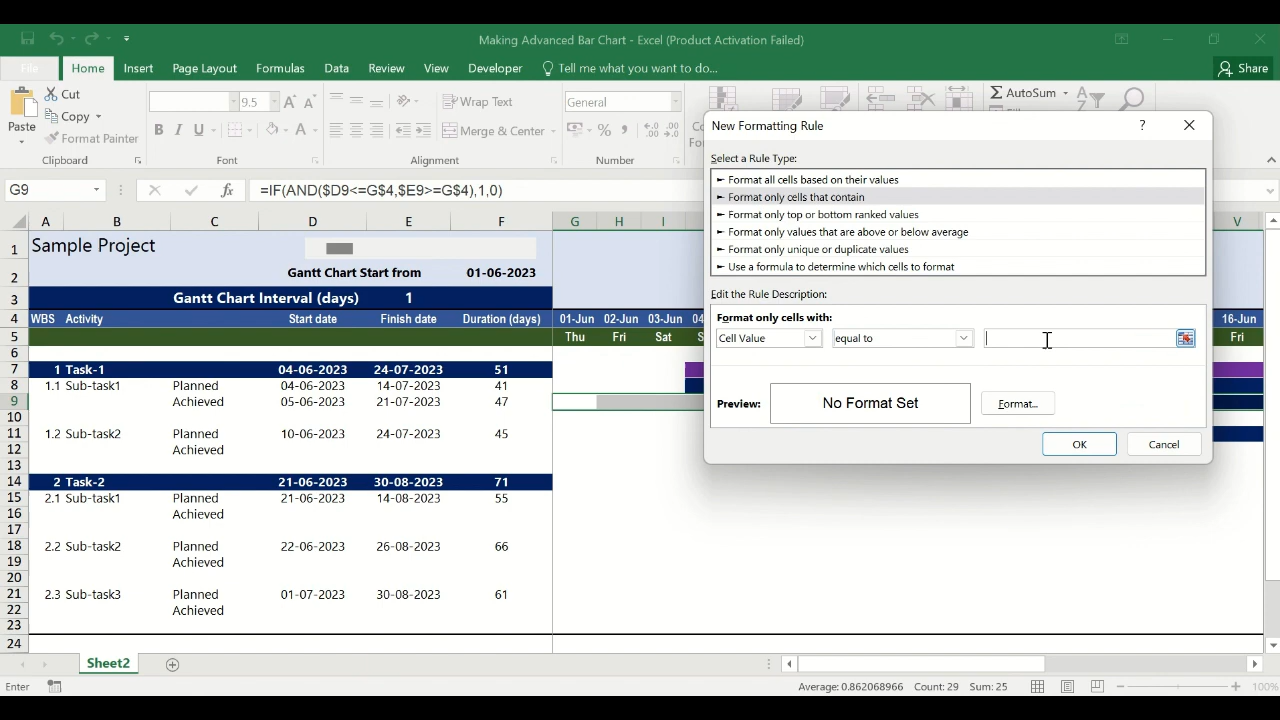 Making Advanced Bar Chart - Excel (Product Activation Failed)
File Home Insert Page Layout Formulas Data Review View Developer Tell me what you want to do... Share
Paste
Cut
Copy
Format Painter
Clipboard
9.5
B I U
Font
Wrap Text
Merge & Center
Alignment
General
Number
AutoSum
G9
=IF(AND($D9<=G$4,$E9>=G$4),1,0)
A B C D E F G H I V
1 Sample Project
2 Gantt Chart Start from 01-06-2023
3 Gantt Chart Interval (days) 1
4 WBS Activity Start date Finish date Duration (days) 01-Jun 02-Jun 03-Jun 16-Jun
5 Thu Fri Sat Fri
6
7 1 Task-1 04-06-2023 24-07-2023 51
8 1.1 Sub-task1 Planned 04-06-2023 14-07-2023 41
9 Achieved 05-06-2023 21-07-2023 47
10
11 1.2 Sub-task2 Planned 10-06-2023 24-07-2023 45
12 Achieved
13
14 2 Task-2 21-06-2023 30-08-2023 71
15 2.1 Sub-task1 Planned 21-06-2023 14-08-2023 55
16 Achieved
17
18 2.2 Sub-task2 Planned 22-06-2023 26-08-2023 66
19 Achieved
20
21 2.3 Sub-task3 Planned 01-07-2023 30-08-2023 61
22 Achieved
23
24
New Formatting Rule ?
Select a Rule Type:
► Format all cells based on their values
► Format only cells that contain
► Format only top or bottom ranked values
► Format only values that are above or below average
► Format only unique or duplicate values
► Use a formula to determine which cells to format
Edit the Rule Description:
Format only cells with:
Cell Value equal to
Preview: No Format Set Format...
OK Cancel
Sheet2
Enter Average: 0.862068966 Count: 29 Sum: 25 100%